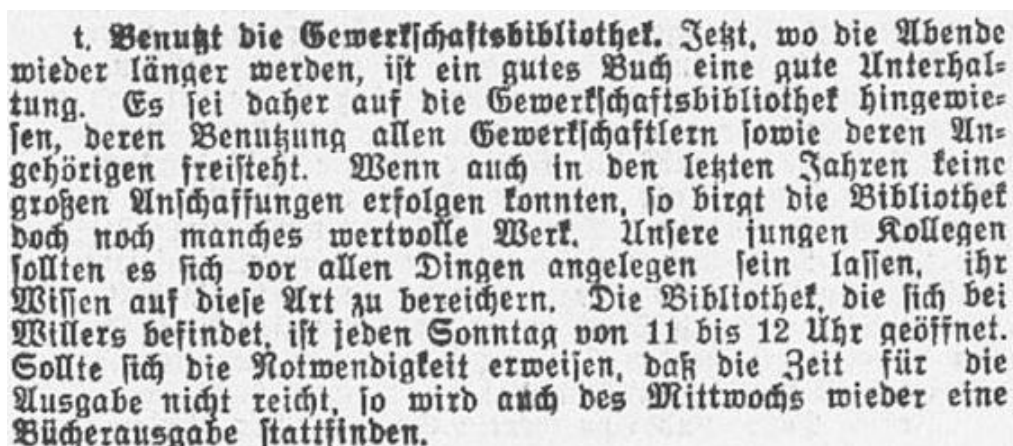 t. Benutzt die Gewerkschaftsbibliothek. Jetzt, wo die Abende
wieder länger werden, ist ein gutes Buch eine gute Unterhal=
tung. Es sei daher auf die Gewerkschaftsbibliothek hingewie=
sen, deren Benutzung allen Gewerkschaftlern sowie deren An=
gehörigen freisteht. Wenn auch in den letzten Jahren keine
großen Anschaffungen erfolgen konnten, so birgt die Bibliothek
doch noch manches wertvolle Werk. Unsere jungen Kollegen
sollten es sich vor allen Dingen angelegen sein lassen, ihr
Wissen auf diese Art zu bereichern. Die Bibliothek, die sich bei
Willers befindet, ist jeden Sonntag von 11 bis 12 Uhr geöffnet.
Sollte sich die Notwendigkeit erweisen, daß die Zeit für die
Ausgabe nicht reicht, so wird auch des Mittwochs wieder eine
Bücherausgabe stattfinden.